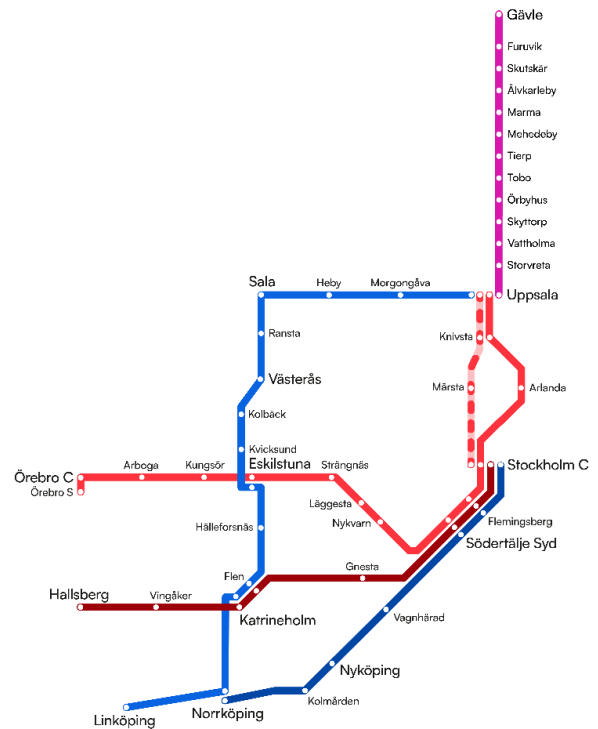 Gävle
Furuvik
Skutskär
Älvkarleby
Marma
Mehedeby
Tierp
Tobo
Örbyhus
Skyttorp
Vattholma
Storvreta
Sala
Heby
Morgongåva
Uppsala
Ransta
Knivsta
Västerås
Märsta
Arlanda
Kolbäck
Kvicksund
Eskilstuna
Strängnäs
Stockholm C
Arboga
Kungsör
Örebro C
Örebro S
Läggesta
Nykvarn
Flemingsberg
Hälleforsnäs
Södertälje Syd
Gnesta
Flen
Hallsberg
Vingåker
Katrineholm
Vagnhärad
Nyköping
Kolmården
Norrköping
Linköping